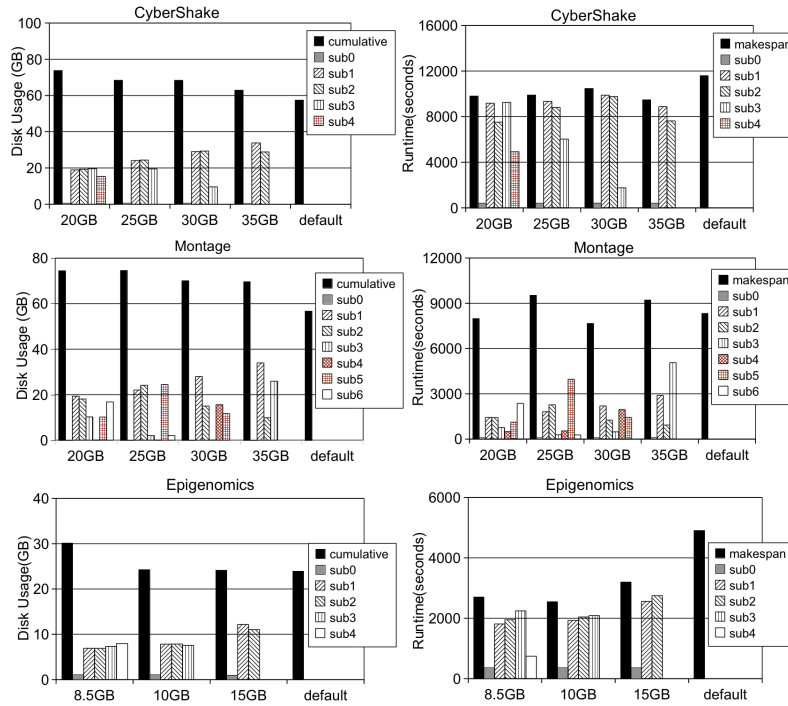 CyberShake
Disk Usage (GB)
100
80
60
40
20
0
20GB 25GB 30GB 35GB default
cumulative
sub0
sub1
sub2
sub3
sub4
CyberShake
Runtime(seconds)
16000
12000
8000
4000
0
20GB 25GB 30GB 35GB default
makespan
sub0
sub1
sub2
sub3
sub4
Montage
Disk Usage (GB)
80
60
40
20
0
20GB 25GB 30GB 35GB default
cumulative
sub0
sub1
sub2
sub3
sub4
sub5
sub6
Montage
Runtime(seconds)
12000
9000
6000
3000
0
20GB 25GB 30GB 35GB default
makespan
sub0
sub1
sub2
sub3
sub4
sub5
sub6
Epigenomics
Disk Usage(GB)
40
30
20
10
0
8.5GB 10GB 15GB default
cumulative
sub0
sub1
sub2
sub3
sub4
Epigenomics
Runtime(seconds)
6000
4000
2000
0
8.5GB 10GB 15GB default
makespan
sub0
sub1
sub2
sub3
sub4